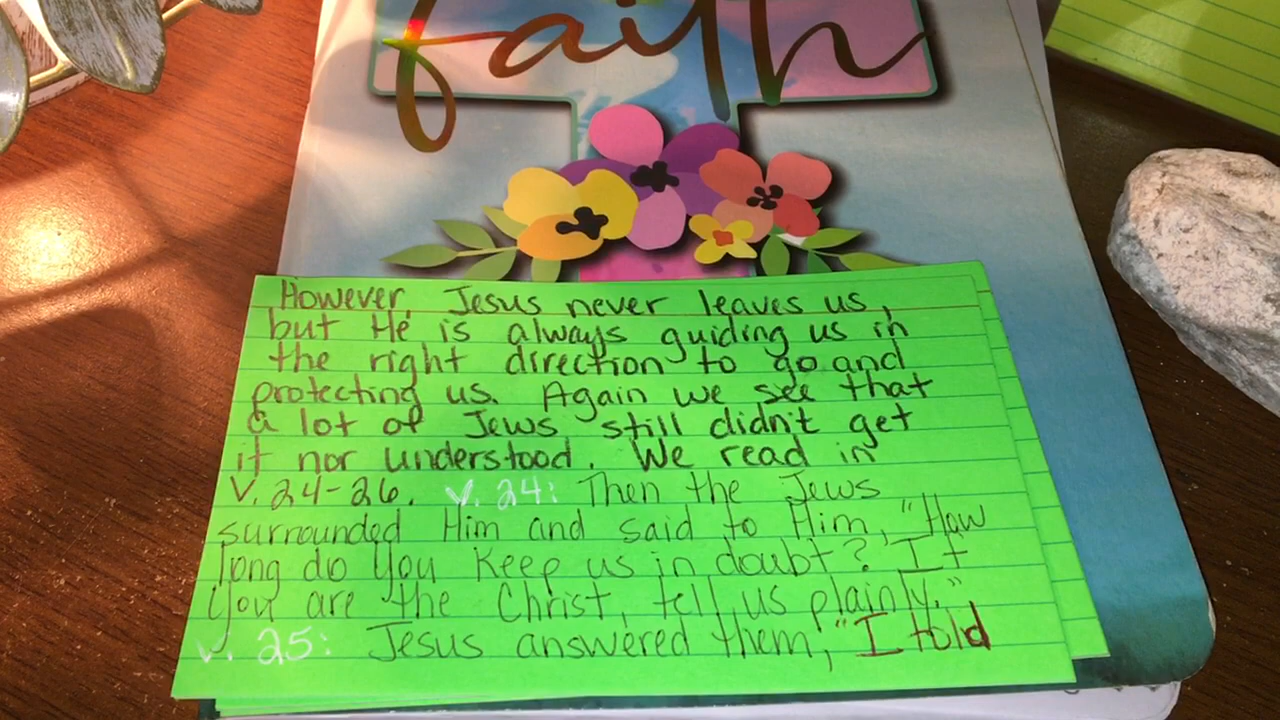 faith
However, Jesus never leaves us,
but He is always guiding us in
the right direction to go and
protecting us. Again we see that
a lot of Jews still didn't get
it nor understood. We read in
V. 24-26. V. 24: Then the Jews
surrounded Him and said to Him, "How
long do You keep us in doubt? If
You are the Christ, tell us plainly."
v. 25: Jesus answered them, "I told